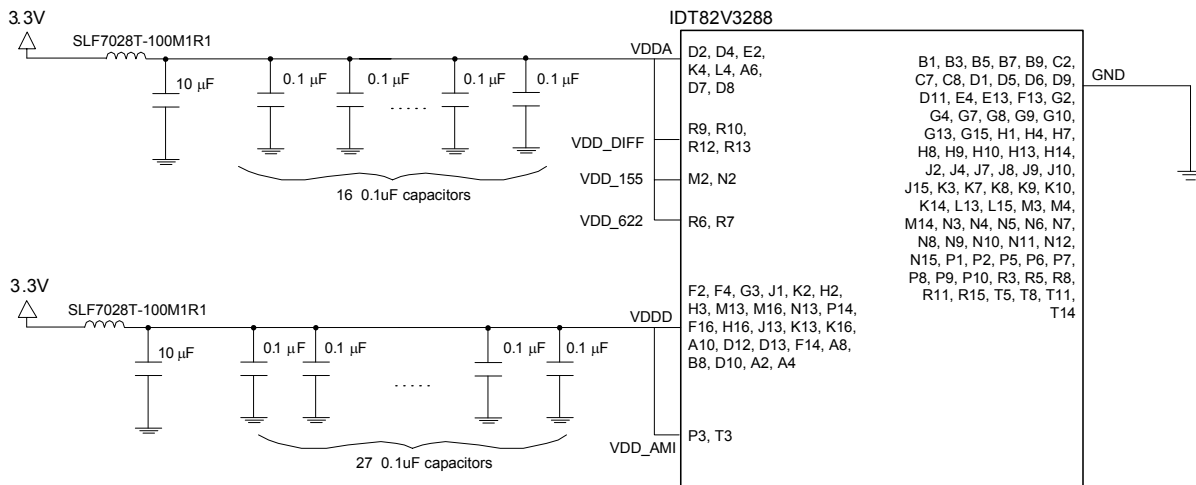 IDT82V3288
3.3V
SLF7028T-100M1R1
VDDA
10 μF
0.1 μF
0.1 μF
0.1 μF
0.1 μF
.....
16 0.1uF capacitors
D2, D4, E2,
K4, L4, A6,
D7, D8
VDD_DIFF
R9, R10,
R12, R13
VDD_155
M2, N2
VDD_622
R6, R7
3.3V
SLF7028T-100M1R1
VDDD
10 μF
0.1 μF
0.1 μF
0.1 μF
0.1 μF
.....
27 0.1uF capacitors
F2, F4, G3, J1, K2, H2,
H3, M13, M16, N13, P14,
F16, H16, J13, K13, K16,
A10, D12, D13, F14, A8,
B8, D10, A2, A4
VDD_AMI
P3, T3
B1, B3, B5, B7, B9, C2,
C7, C8, D1, D5, D6, D9,
D11, E4, E13, F13, G2,
G4, G7, G8, G9, G10,
G13, G15, H1, H4, H7,
H8, H9, H10, H13, H14,
J2, J4, J7, J8, J9, J10,
J15, K3, K7, K8, K9, K10,
K14, L13, L15, M3, M4,
M14, N3, N4, N5, N6, N7,
N8, N9, N10, N11, N12,
N15, P1, P2, P5, P6, P7,
P8, P9, P10, R3, R5, R8,
R11, R15, T5, T8, T11,
T14
GND